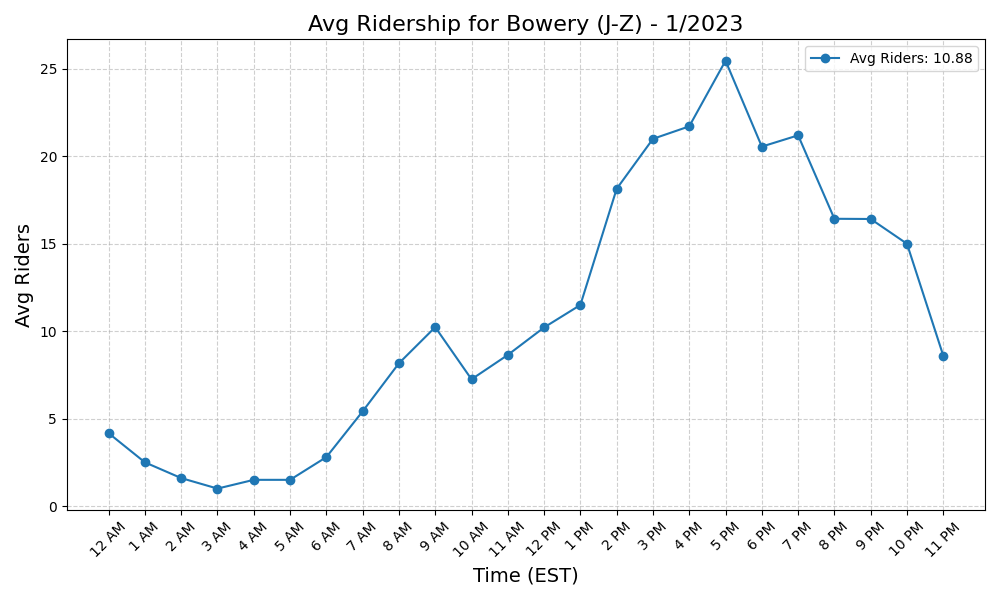 Avg Ridership for Bowery (J-Z) - 1/2023
Avg Riders: 10.88
25
20
15
10
5
0
Avg Riders
12 AM
1 AM
2 AM
3 AM
4 AM
5 AM
6 AM
7 AM
8 AM
9 AM
10 AM
11 AM
12 PM
1 PM
2 PM
3 PM
4 PM
5 PM
6 PM
7 PM
8 PM
9 PM
10 PM
11 PM
Time (EST)